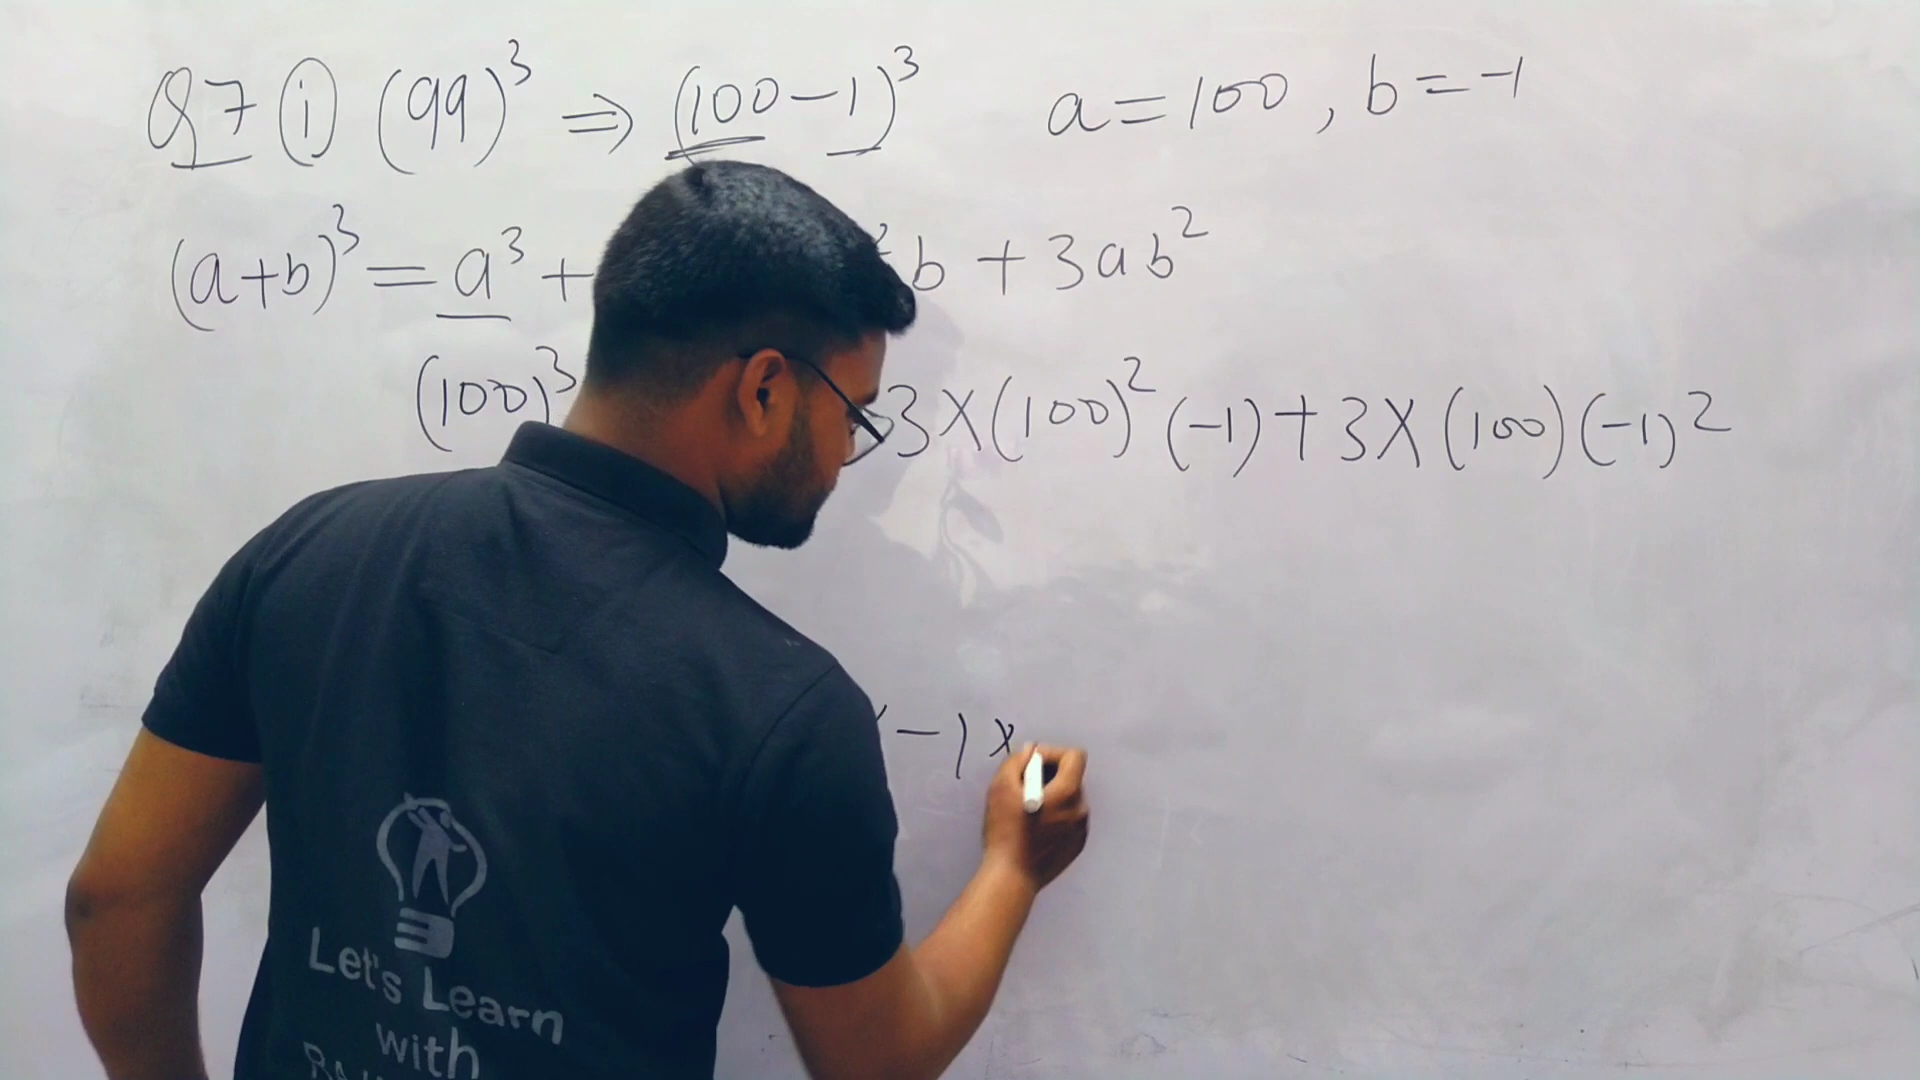 Q7 (i) (99)³ ⇒ (100-1)³ a=100, b=-1
(a+b)³ = a³ + ²b + 3ab²
(100)³ 3×(100)²(-1)+3×(100)(-1)²
-1×
Let's Learn
with